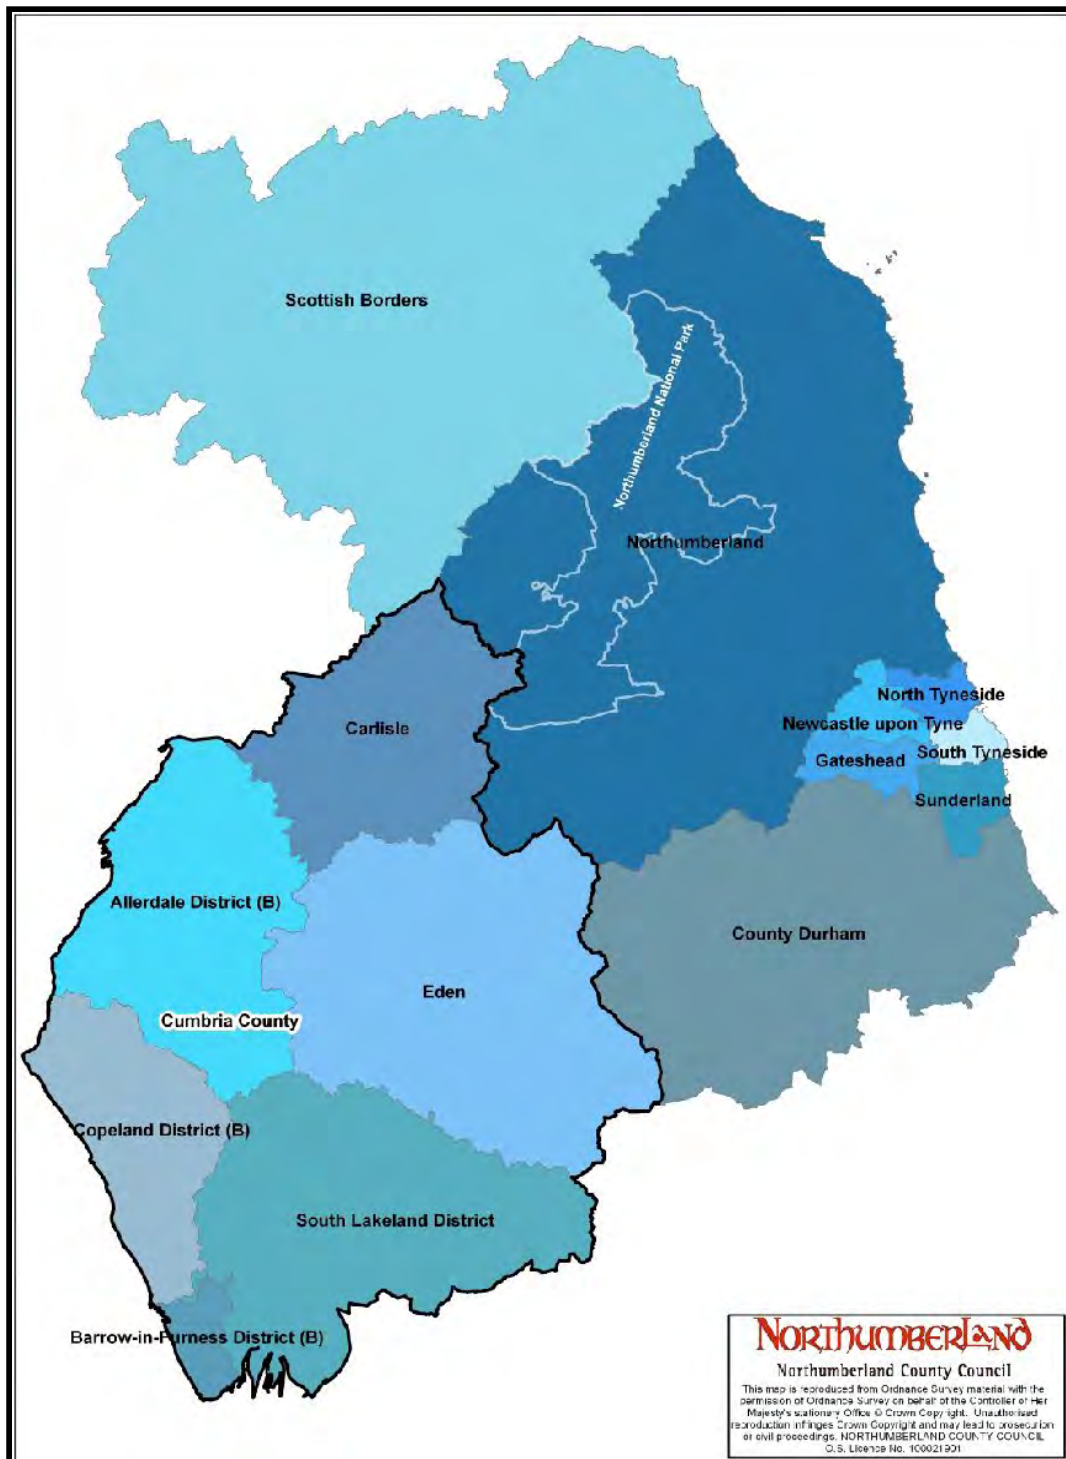 Scottish Borders
Northumberland National Park
Northumberland
North Tyneside
Carlisle
Newcastle upon Tyne
South Tyneside
Gateshead
Sunderland
Allerdale District (B)
County Durham
Eden
Cumbria County
Copeland District (B)
South Lakeland District
Barrow-in-Furness District (B)
NORTHUMBERLAND
Northumberland County Council
This map is reproduced from Ordnance Survey material with the
permission of Ordnance Survey on behalf of the Controller of Her
Majesty's stationary Office © Crown Copyright. Unauthorised
reproduction infringes Crown Copyright and may lead to prosecution
or civil proceedings. NORTHUMBERLAND COUNTY COUNCIL
O.S. Licence No. 100021901